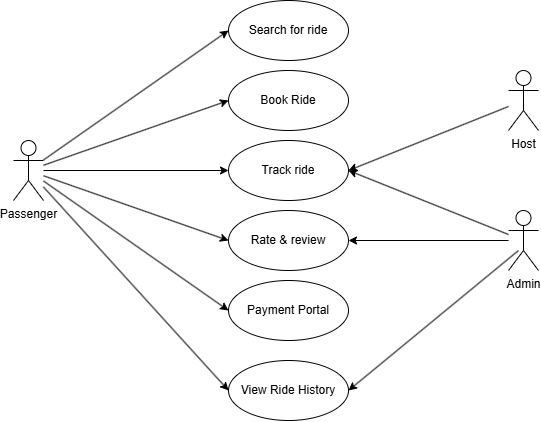 Search for ride
Book Ride
Host
Track ride
Passenger
Rate & review
Admin
Payment Portal
View Ride History